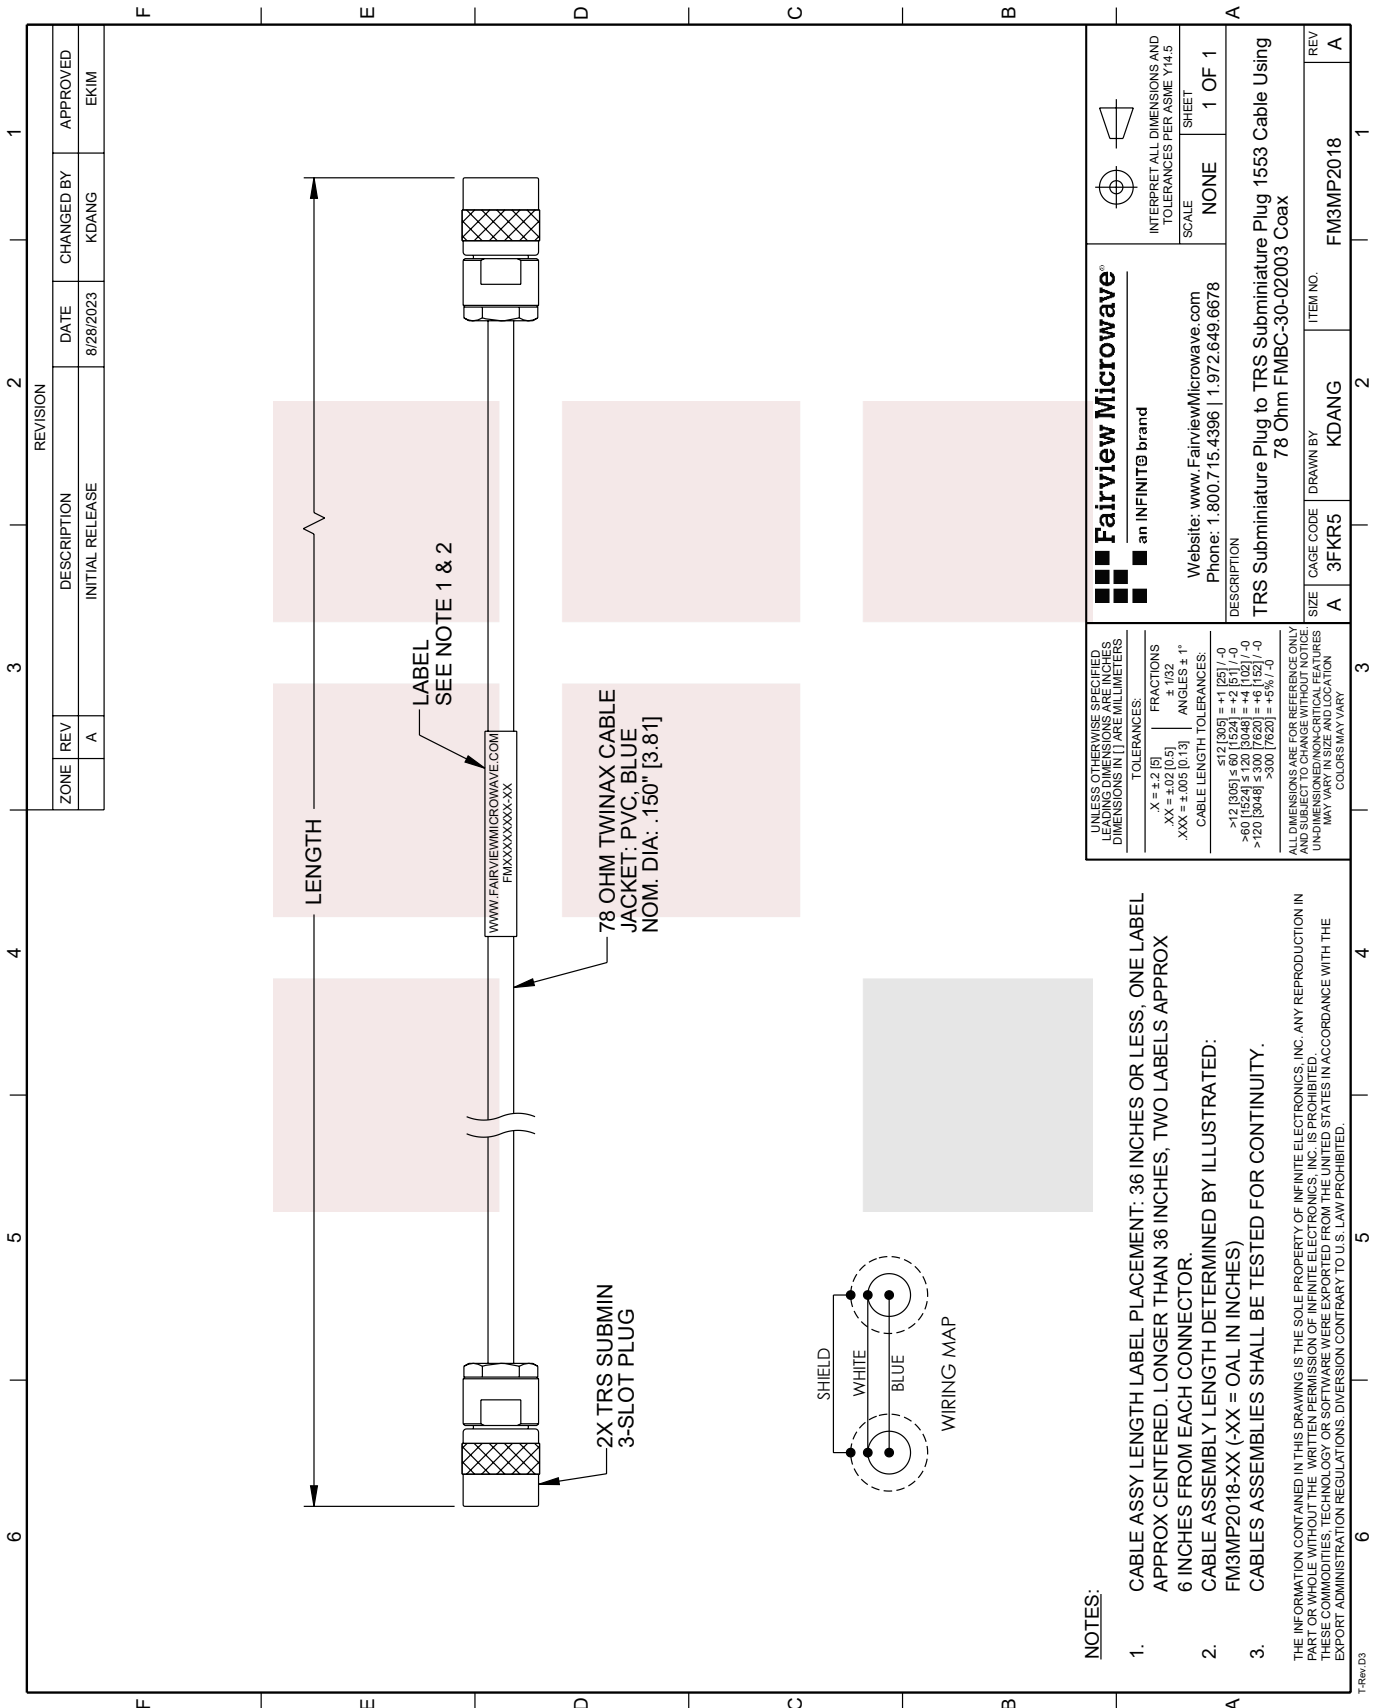 REVISION
ZONE REV DESCRIPTION DATE CHANGED BY APPROVED
A INITIAL RELEASE 8/28/2023 KDANG EKIM
6 5 4 3 2 1
F
E
D
C
B
A
LENGTH
LABEL
SEE NOTE 1 & 2
WWW.FAIRVIEWMICROWAVE.COM
FMXXXXXXXX-XX
78 OHM TWINAX CABLE
JACKET: PVC, BLUE
NOM. DIA: .150" [3.81]
2X TRS SUBMIN
3-SLOT PLUG
SHIELD
WHITE
BLUE
WIRING MAP
NOTES:
1. CABLE ASSY LENGTH LABEL PLACEMENT: 36 INCHES OR LESS, ONE LABEL
APPROX CENTERED. LONGER THAN 36 INCHES, TWO LABELS APPROX
6 INCHES FROM EACH CONNECTOR.
2. CABLE ASSEMBLY LENGTH DETERMINED BY ILLUSTRATED:
FM3MP2018-XX (-XX = OAL IN INCHES)
3. CABLES ASSEMBLIES SHALL BE TESTED FOR CONTINUITY.
THE INFORMATION CONTAINED IN THIS DRAWING IS THE SOLE PROPERTY OF INFINITE ELECTRONICS, INC. ANY REPRODUCTION IN
PART OR WHOLE WITHOUT THE WRITTEN PERMISSION OF INFINITE ELECTRONICS, INC. IS PROHIBITED.
THESE COMMODITIES, TECHNOLOGY OR SOFTWARE WERE EXPORTED FROM THE UNITED STATES IN ACCORDANCE WITH THE
EXPORT ADMINISTRATION REGULATIONS. DIVERSION CONTRARY TO U.S. LAW PROHIBITED.
UNLESS OTHERWISE SPECIFIED
LEADING DIMENSIONS ARE INCHES
DIMENSIONS IN [ ] ARE MILLIMETERS
TOLERANCES:
.X = ±.2 [5] FRACTIONS
.XX = ±.02 [0.5] ± 1/32
.XXX = ±.005 [0.13] ANGLES ± 1°
CABLE LENGTH TOLERANCES:
≤12 [305] = +1 [25] / -0
>12 [305] ≤ 60 [1524] = +2 [51] / -0
>60 [1524] ≤ 120 [3048] = +4 [102] / -0
>120 [3048] ≤ 300 [7620] = +6 [152] / -0
>300 [7620] = +5% / -0
ALL DIMENSIONS ARE FOR REFERENCE ONLY
AND SUBJECT TO CHANGE WITHOUT NOTICE.
UN-DIMENSIONED/NON-CRITICAL FEATURES
MAY VARY IN SIZE AND LOCATION
COLORS MAY VARY
Fairview Microwave®
an INFINIT® brand
Website: www.FairviewMicrowave.com
Phone: 1.800.715.4396 | 1.972.649.6678
INTERPRET ALL DIMENSIONS AND
TOLERANCES PER ASME Y14.5
SCALE SHEET
NONE 1 OF 1
DESCRIPTION
TRS Subminiature Plug to TRS Subminiature Plug 1553 Cable Using
78 Ohm FMBC-30-02003 Coax
SIZE CAGE CODE DRAWN BY ITEM NO. REV
A 3FKR5 KDANG FM3MP2018 A
F
E
D
C
B
A
6 5 4 3 2 1
T-Rev.D3